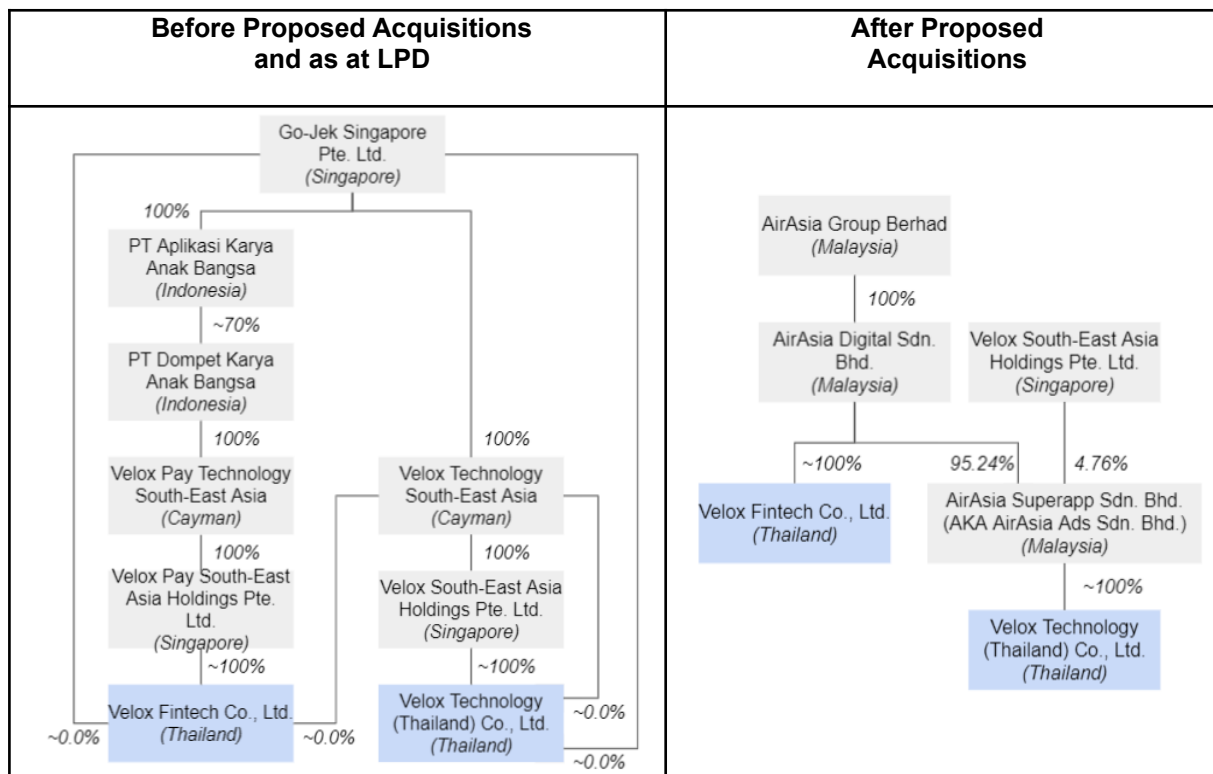 Before Proposed Acquisitions
and as at LPD
After Proposed
Acquisitions
Go-Jek Singapore
Pte. Ltd.
(Singapore)
100%
PT Aplikasi Karya
Anak Bangsa
(Indonesia)
~70%
PT Dompet Karya
Anak Bangsa
(Indonesia)
100%
100%
Velox Pay Technology
South-East Asia
(Cayman)
Velox Technology
South-East Asia
(Cayman)
100%
100%
Velox Pay South-East
Asia Holdings Pte.
Ltd.
(Singapore)
Velox South-East Asia
Holdings Pte. Ltd.
(Singapore)
~100%
~100%
Velox Fintech Co., Ltd.
(Thailand)
Velox Technology
(Thailand) Co., Ltd.
(Thailand)
~0.0%
~0.0%
~0.0%
~0.0%
AirAsia Group Berhad
(Malaysia)
100%
AirAsia Digital Sdn.
Bhd.
(Malaysia)
Velox South-East Asia
Holdings Pte. Ltd.
(Singapore)
~100%
95.24%
4.76%
Velox Fintech Co., Ltd.
(Thailand)
AirAsia Superapp Sdn. Bhd.
(AKA AirAsia Ads Sdn. Bhd.)
(Malaysia)
~100%
Velox Technology
(Thailand) Co., Ltd.
(Thailand)